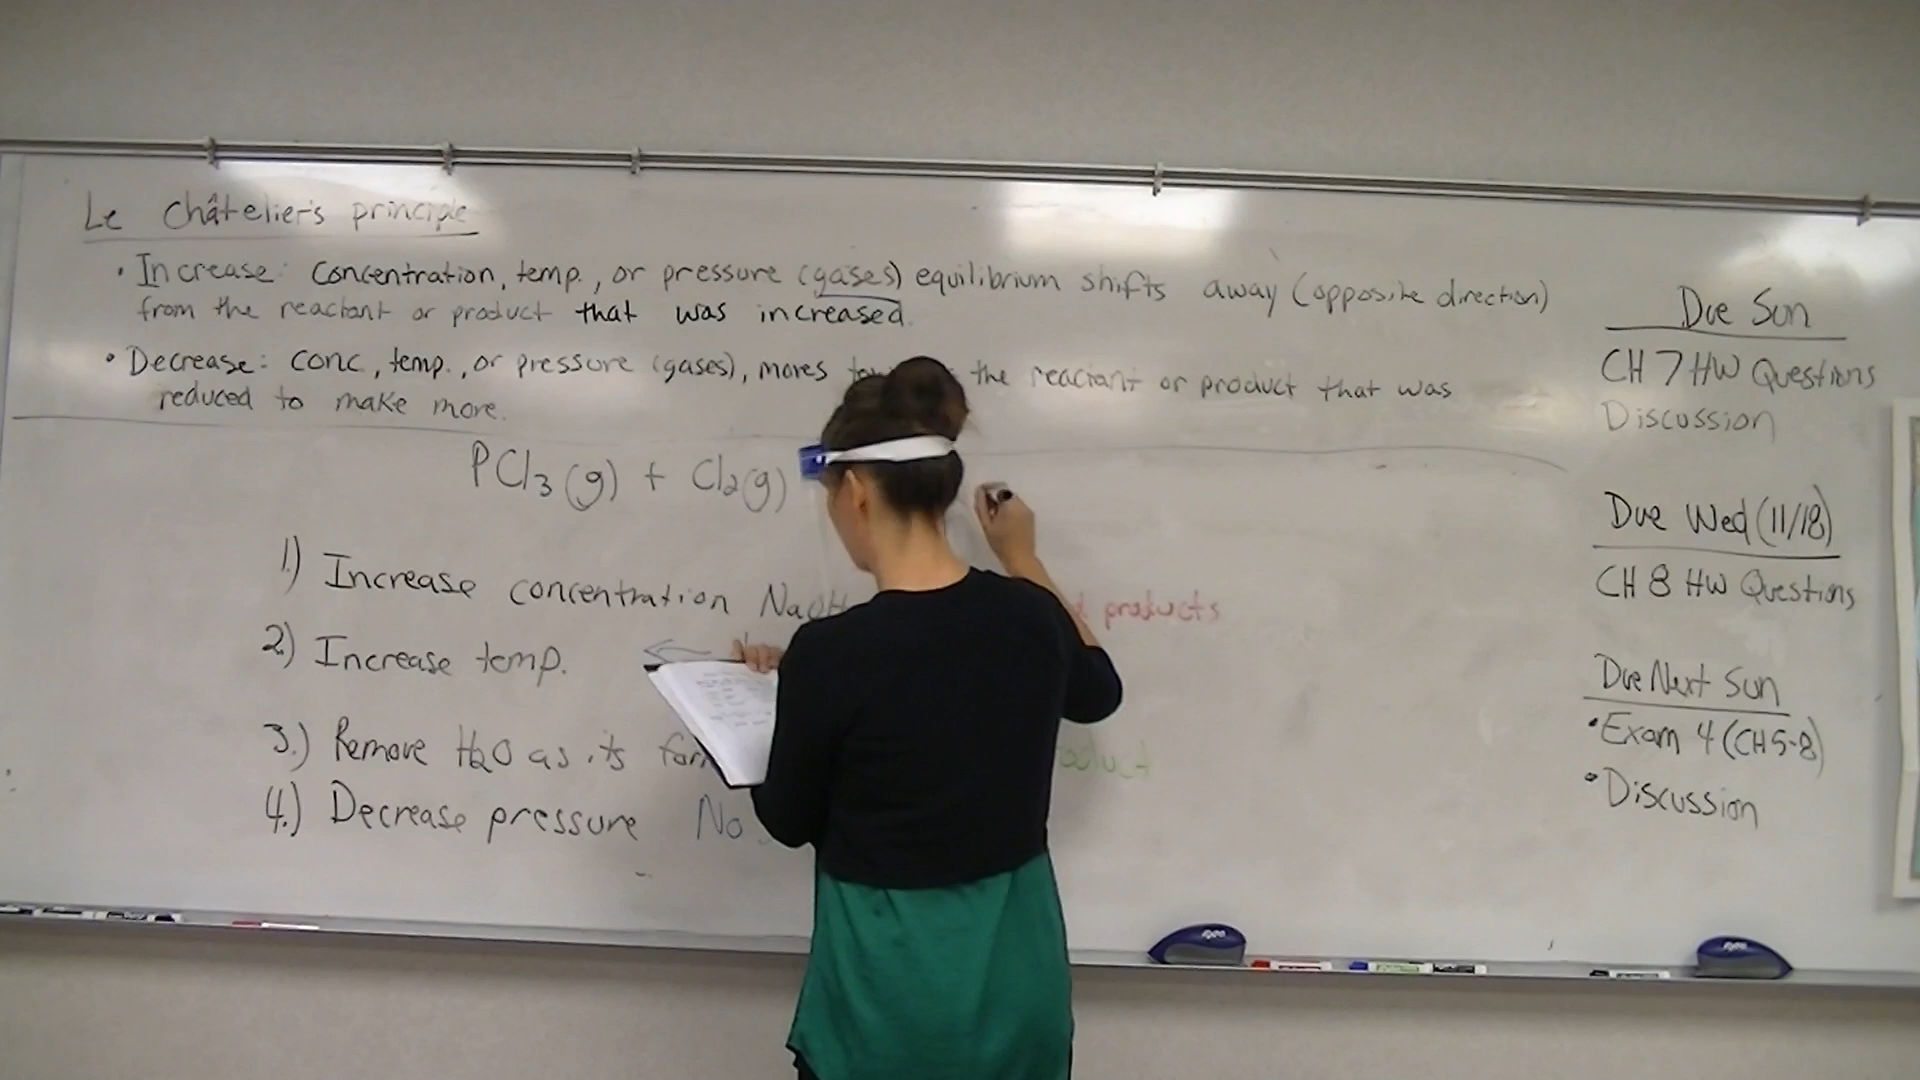 Le Châtelier's principle
• Increase: Concentration, temp., or pressure (gases) equilibrium shifts away (opposite direction)
from the reactant or product that was increased.
• Decrease: conc., temp., or pressure (gases), moves the reactant or product that was
reduced to make more.
PCl3(g) + Cl2(g)
1.) Increase concentration NaOH products
2.) Increase temp. ←
3.) Remove H2O as its
4.) Decrease pressure No
Due Sun
CH 7 HW Questions
Discussion
Due Wed (11/18)
CH 8 HW Questions
Due Next Sun
• Exam 4 (CH 5-8)
• Discussion
expo
expo